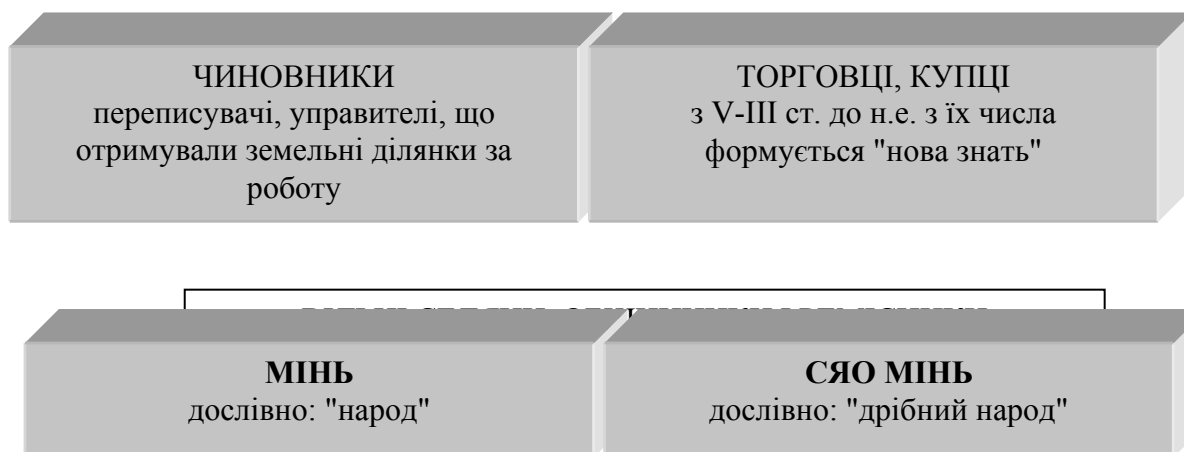 ЧИНОВНИКИ
переписувачі, управителі, що
отримували земельні ділянки за
роботу
ТОРГОВЦІ, КУПЦІ
з V-III ст. до н.е. з їх числа
формується "нова знать"
МІНЬ
дослівно: "народ"
СЯО МІНЬ
дослівно: "дрібний народ"